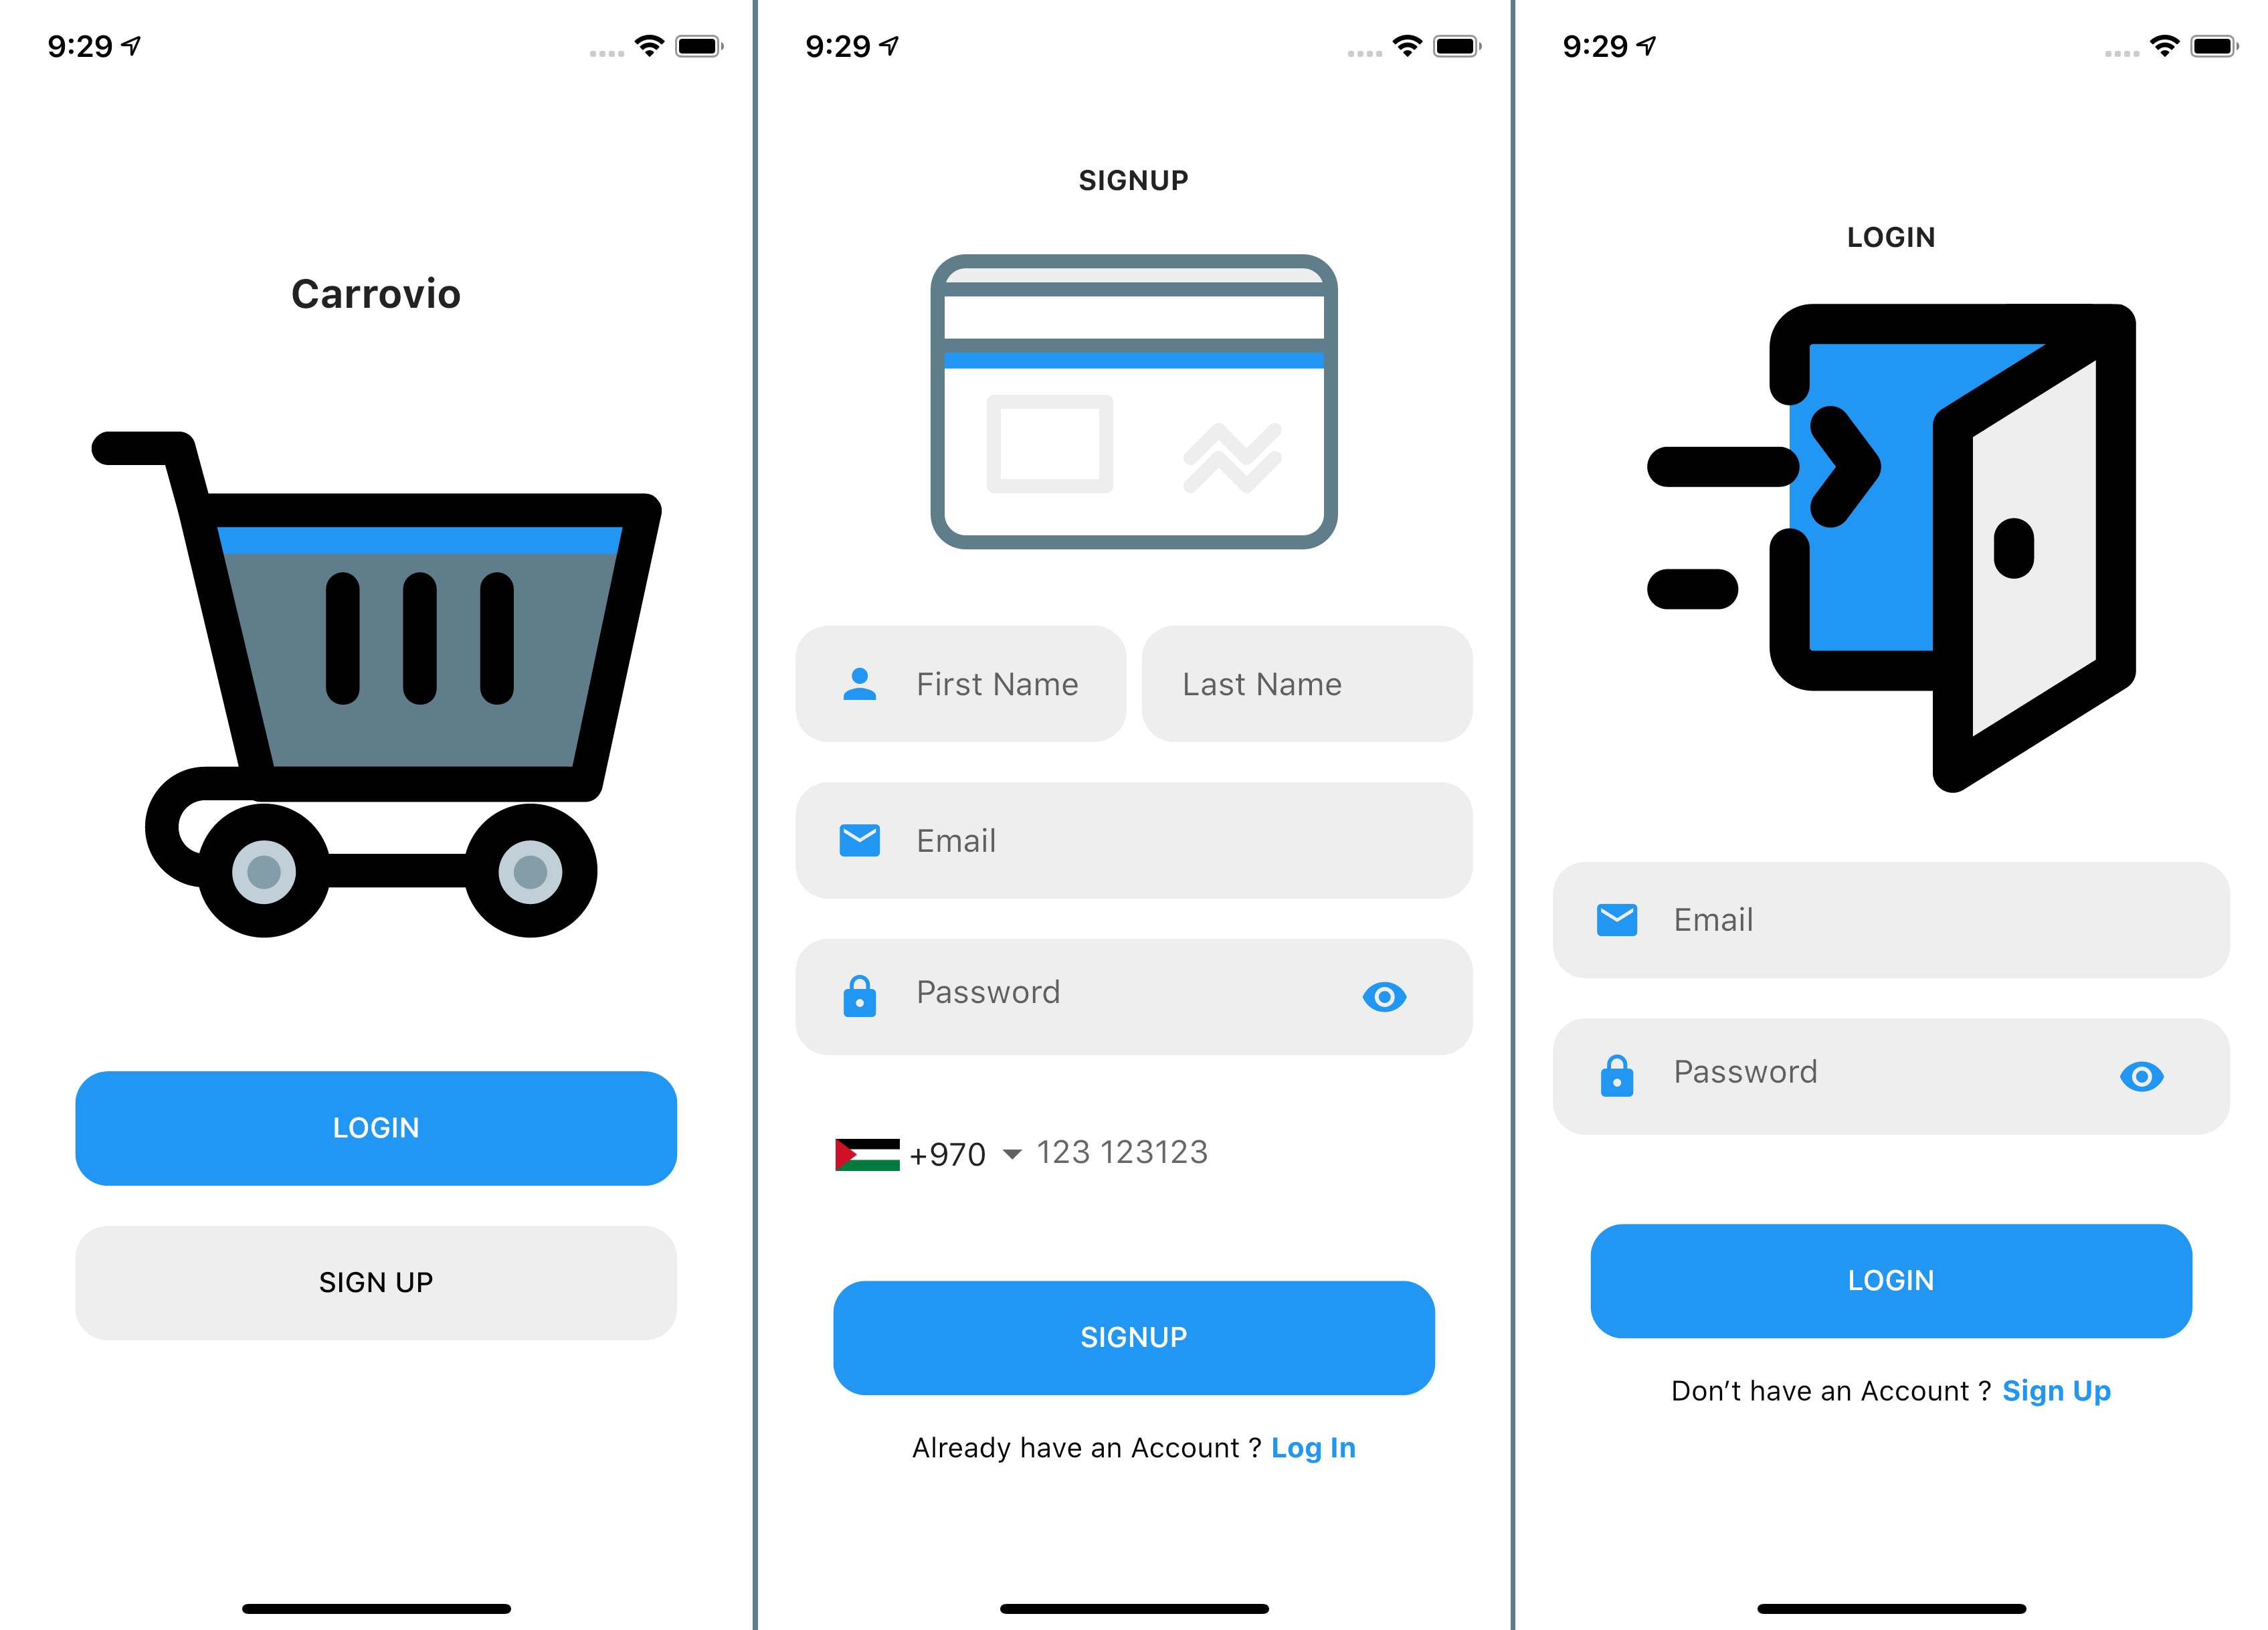 9:29
Carrovio
LOGIN
SIGN UP
9:29
SIGNUP
First Name
Last Name
Email
Password
+970 123 123123
SIGNUP
Already have an Account ? Log In
9:29
LOGIN
Email
Password
LOGIN
Don’t have an Account ? Sign Up